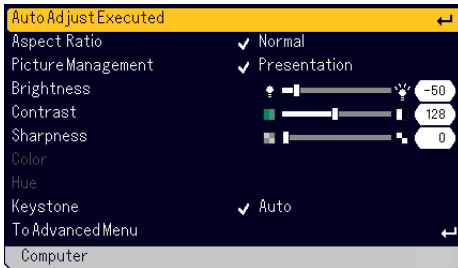 Auto Adjust Executed
Aspect Ratio Normal
Picture Management Presentation
Brightness -50
Contrast 128
Sharpness 0
Color
Hue
Keystone Auto
To Advanced Menu
Computer